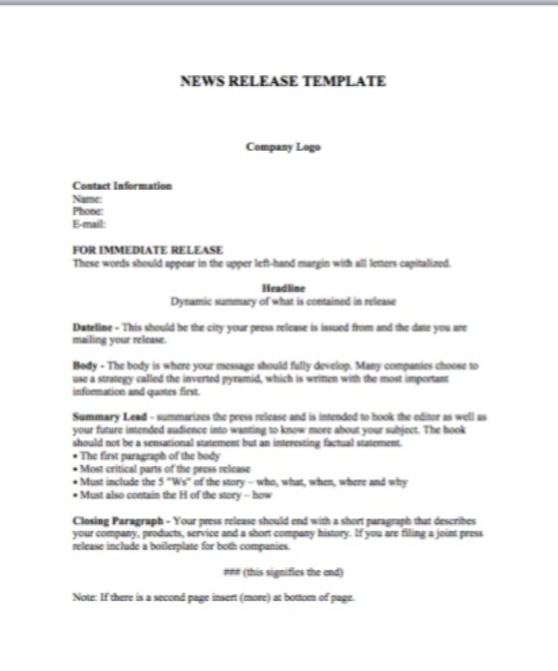 NEWS RELEASE TEMPLATE
Company Logo
Contact Information
Name:
Phone:
E-mail:
FOR IMMEDIATE RELEASE
These words should appear in the upper left-hand margin with all letters capitalized.
Headline
Dynamic summary of what is contained in release
Dateline - This should be the city your press release is issued from and the date you are
mailing your release.
Body - The body is where your message should fully develop. Many companies choose to
use a strategy called the inverted pyramid, which is written with the most important
information and quotes first.
Summary Lead - summarizes the press release and is intended to hook the editor as well as
your future intended audience into wanting to know more about your subject. The hook
should not be a sensational statement but an interesting factual statement.
• The first paragraph of the body
• Most critical parts of the press release
• Must include the 5 "Ws" of the story – who, what, when, where and why
• Must also contain the H of the story – how
Closing Paragraph - Your press release should end with a short paragraph that describes
your company, products, service and a short company history. If you are filing a joint press
release include a boilerplate for both companies.
### (this signifies the end)
Note: If there is a second page insert (more) at bottom of page.